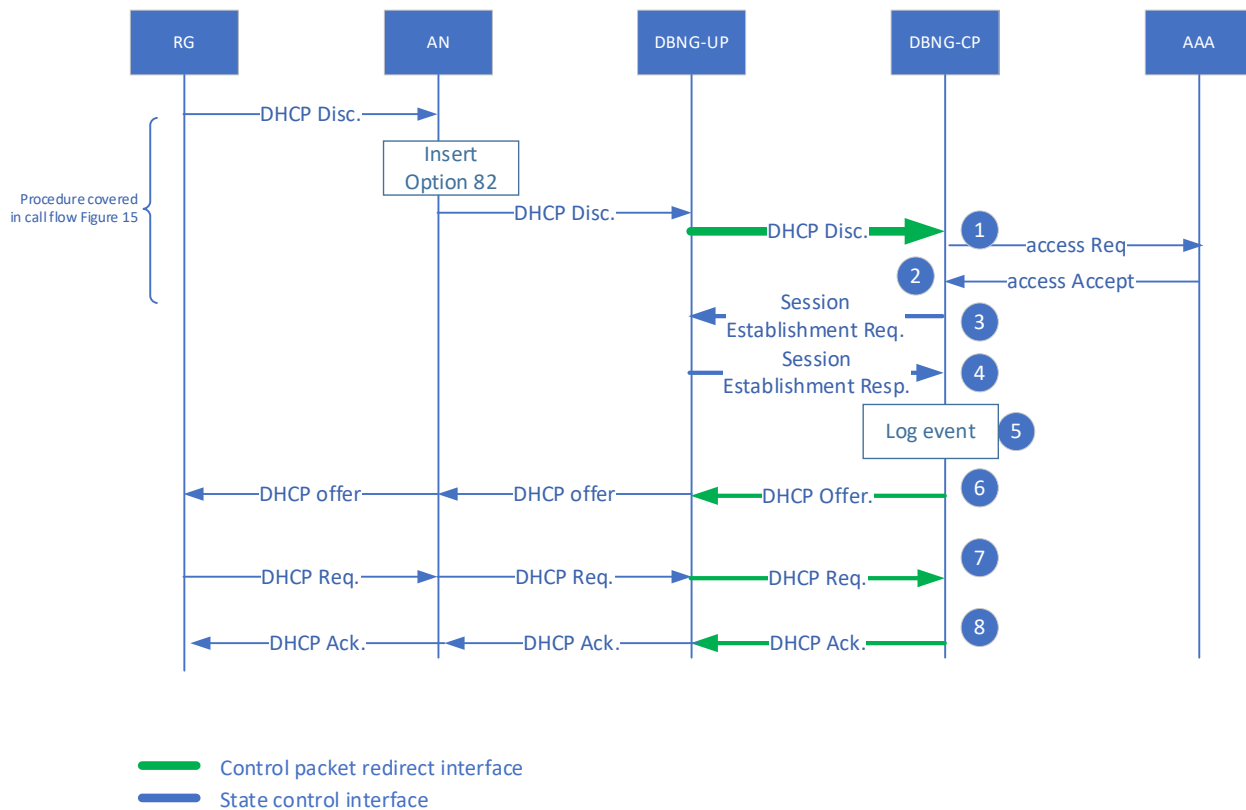 RG
AN
DBNG-UP
DBNG-CP
AAA
DHCP Disc.
Insert
Option 82
Procedure covered
in call flow Figure 15
DHCP Disc.
DHCP Disc.
1
access Req
2
access Accept
Session
Establishment Req.
3
Session
Establishment Resp.
4
Log event
5
DHCP offer
DHCP offer
DHCP Offer.
6
DHCP Req.
DHCP Req.
DHCP Req.
7
DHCP Ack.
DHCP Ack.
DHCP Ack.
8
Control packet redirect interface
State control interface